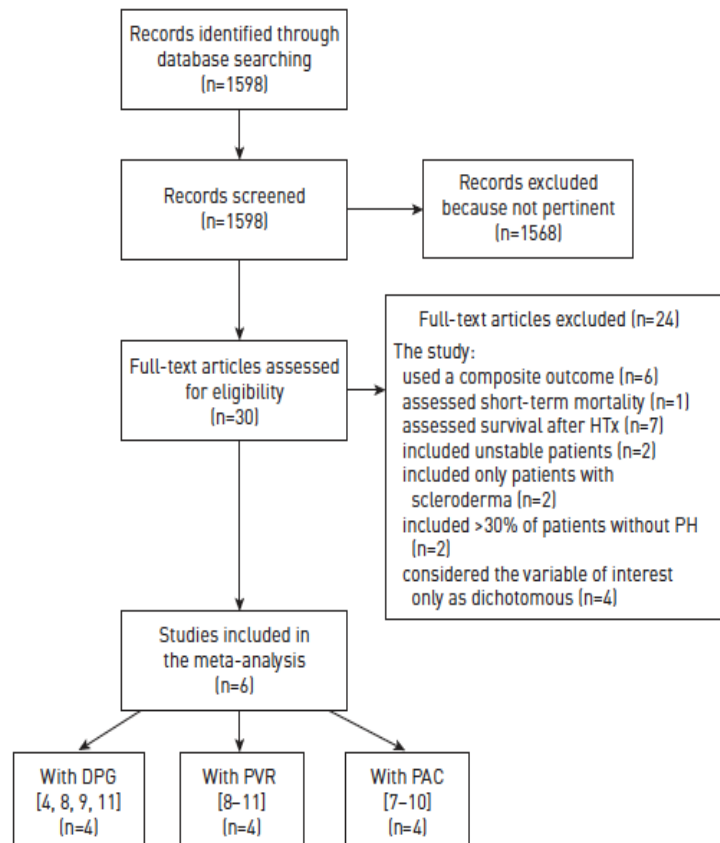 Records identified through
database searching
(n=1598)
Records screened
(n=1598)
Records excluded
because not pertinent
(n=1568)
Full-text articles assessed
for eligibility
(n=30)
Full-text articles excluded (n=24)
The study:
used a composite outcome (n=6)
assessed short-term mortality (n=1)
assessed survival after HTx (n=7)
included unstable patients (n=2)
included only patients with
scleroderma (n=2)
included >30% of patients without PH
(n=2)
considered the variable of interest
only as dichotomous (n=4)
Studies included in
the meta-analysis
(n=6)
With DPG
[4, 8, 9, 11]
(n=4)
With PVR
[8–11]
(n=4)
With PAC
[7–10]
(n=4)